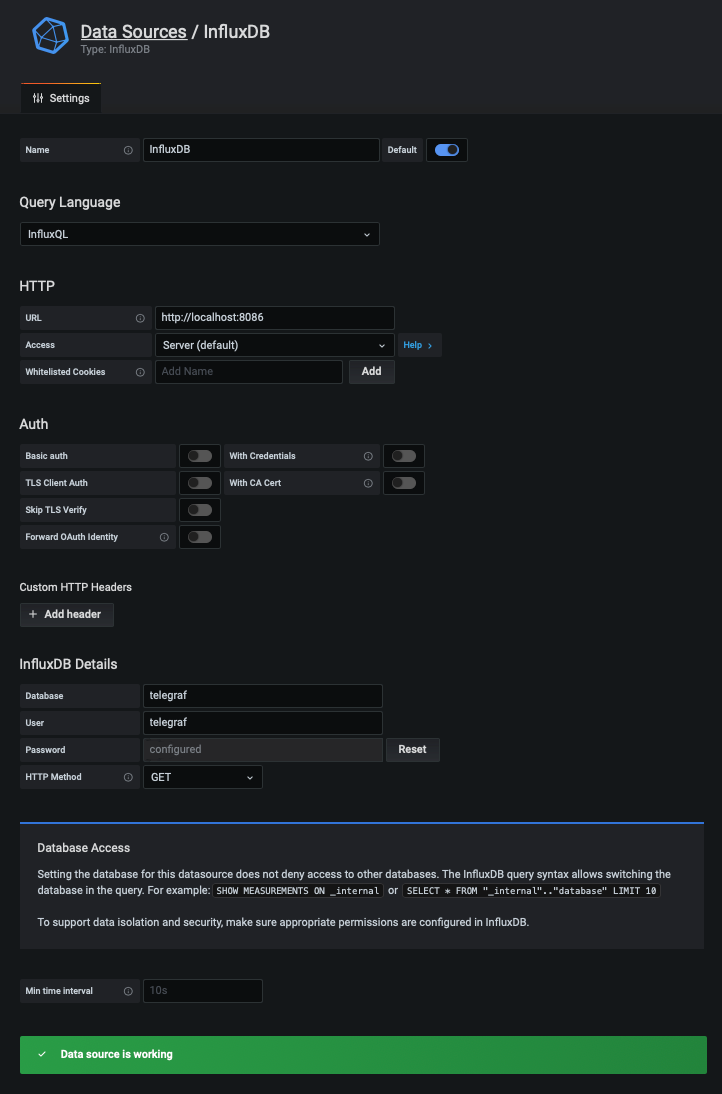 Data Sources / InfluxDB
Type: InfluxDB
Settings
Name InfluxDB Default
Query Language
InfluxQL
HTTP
URL http://localhost:8086
Access Server (default) Help
Whitelisted Cookies Add Name Add
Auth
Basic auth With Credentials
TLS Client Auth With CA Cert
Skip TLS Verify
Forward OAuth Identity
Custom HTTP Headers
+ Add header
InfluxDB Details
Database telegraf
User telegraf
Password configured Reset
HTTP Method GET
Database Access
Setting the database for this datasource does not deny access to other databases. The InfluxDB query syntax allows switching the
database in the query. For example: SHOW MEASUREMENTS ON _internal or SELECT * FROM "_internal".."database" LIMIT 10
To support data isolation and security, make sure appropriate permissions are configured in InfluxDB.
Min time interval 10s
Data source is working